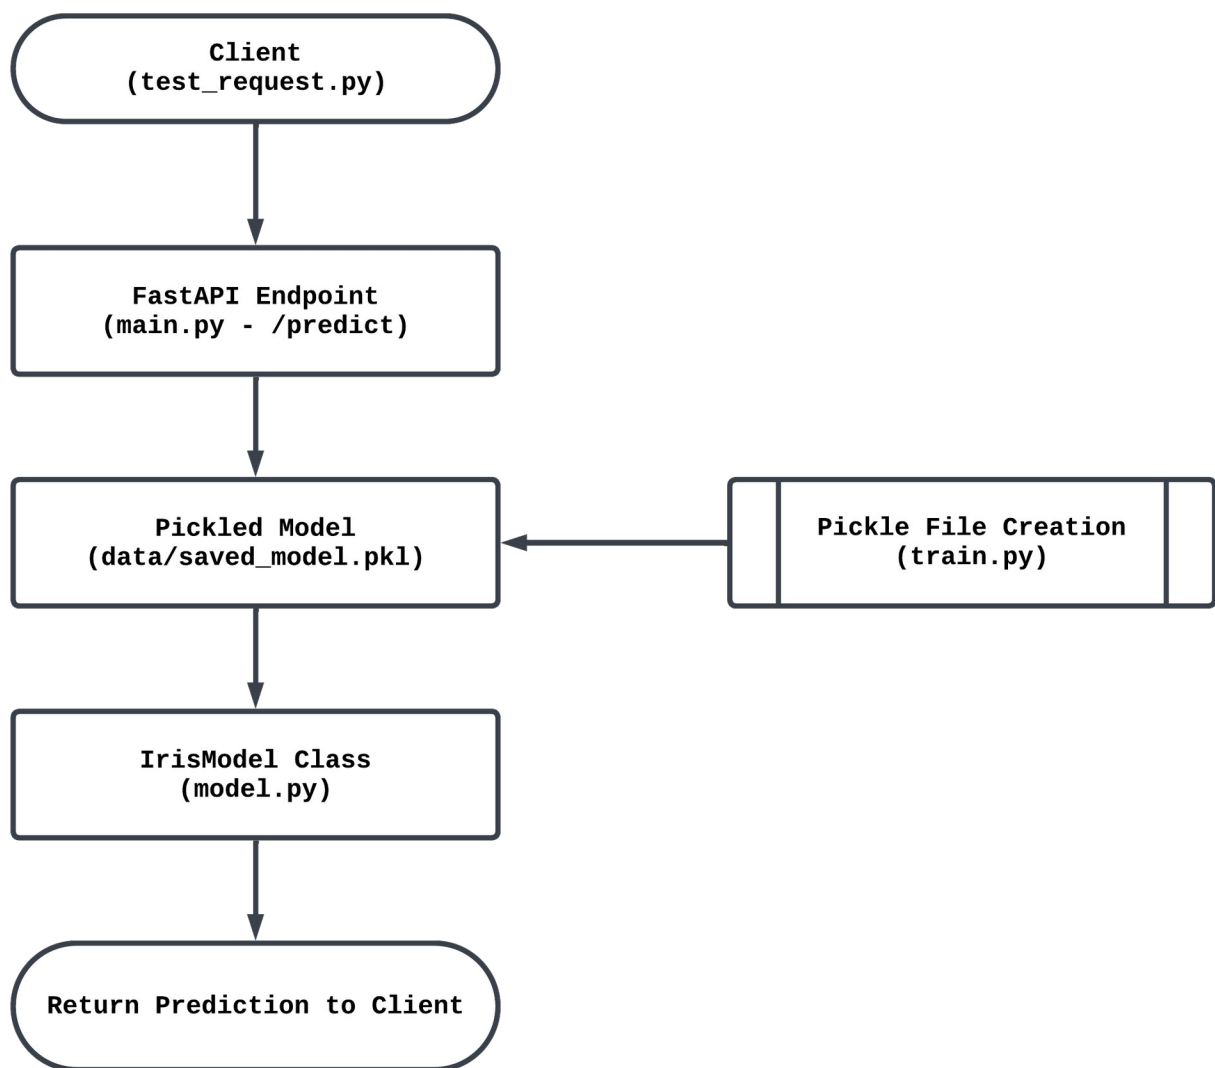 Client
(test_request.py)
FastAPI Endpoint
(main.py - /predict)
Pickled Model
(data/saved_model.pkl)
Pickle File Creation
(train.py)
IrisModel Class
(model.py)
Return Prediction to Client